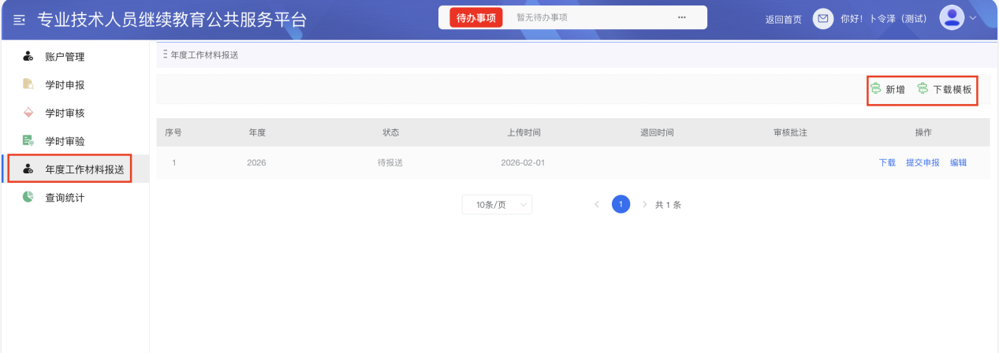 专业技术人员继续教育公共服务平台 待办事项 暂无待办事项 ... 返回首页 你好！卜令泽（测试）
账户管理
学时申报
学时审核
学时审验
年度工作材料报送
查询统计
年度工作材料报送
新增 下载模板
序号 年度 状态 上传时间 退回时间 审核批注 操作
1 2026 待报送 2026-02-01 下载 提交申报 编辑
10条/页 < 1 > 共 1 条